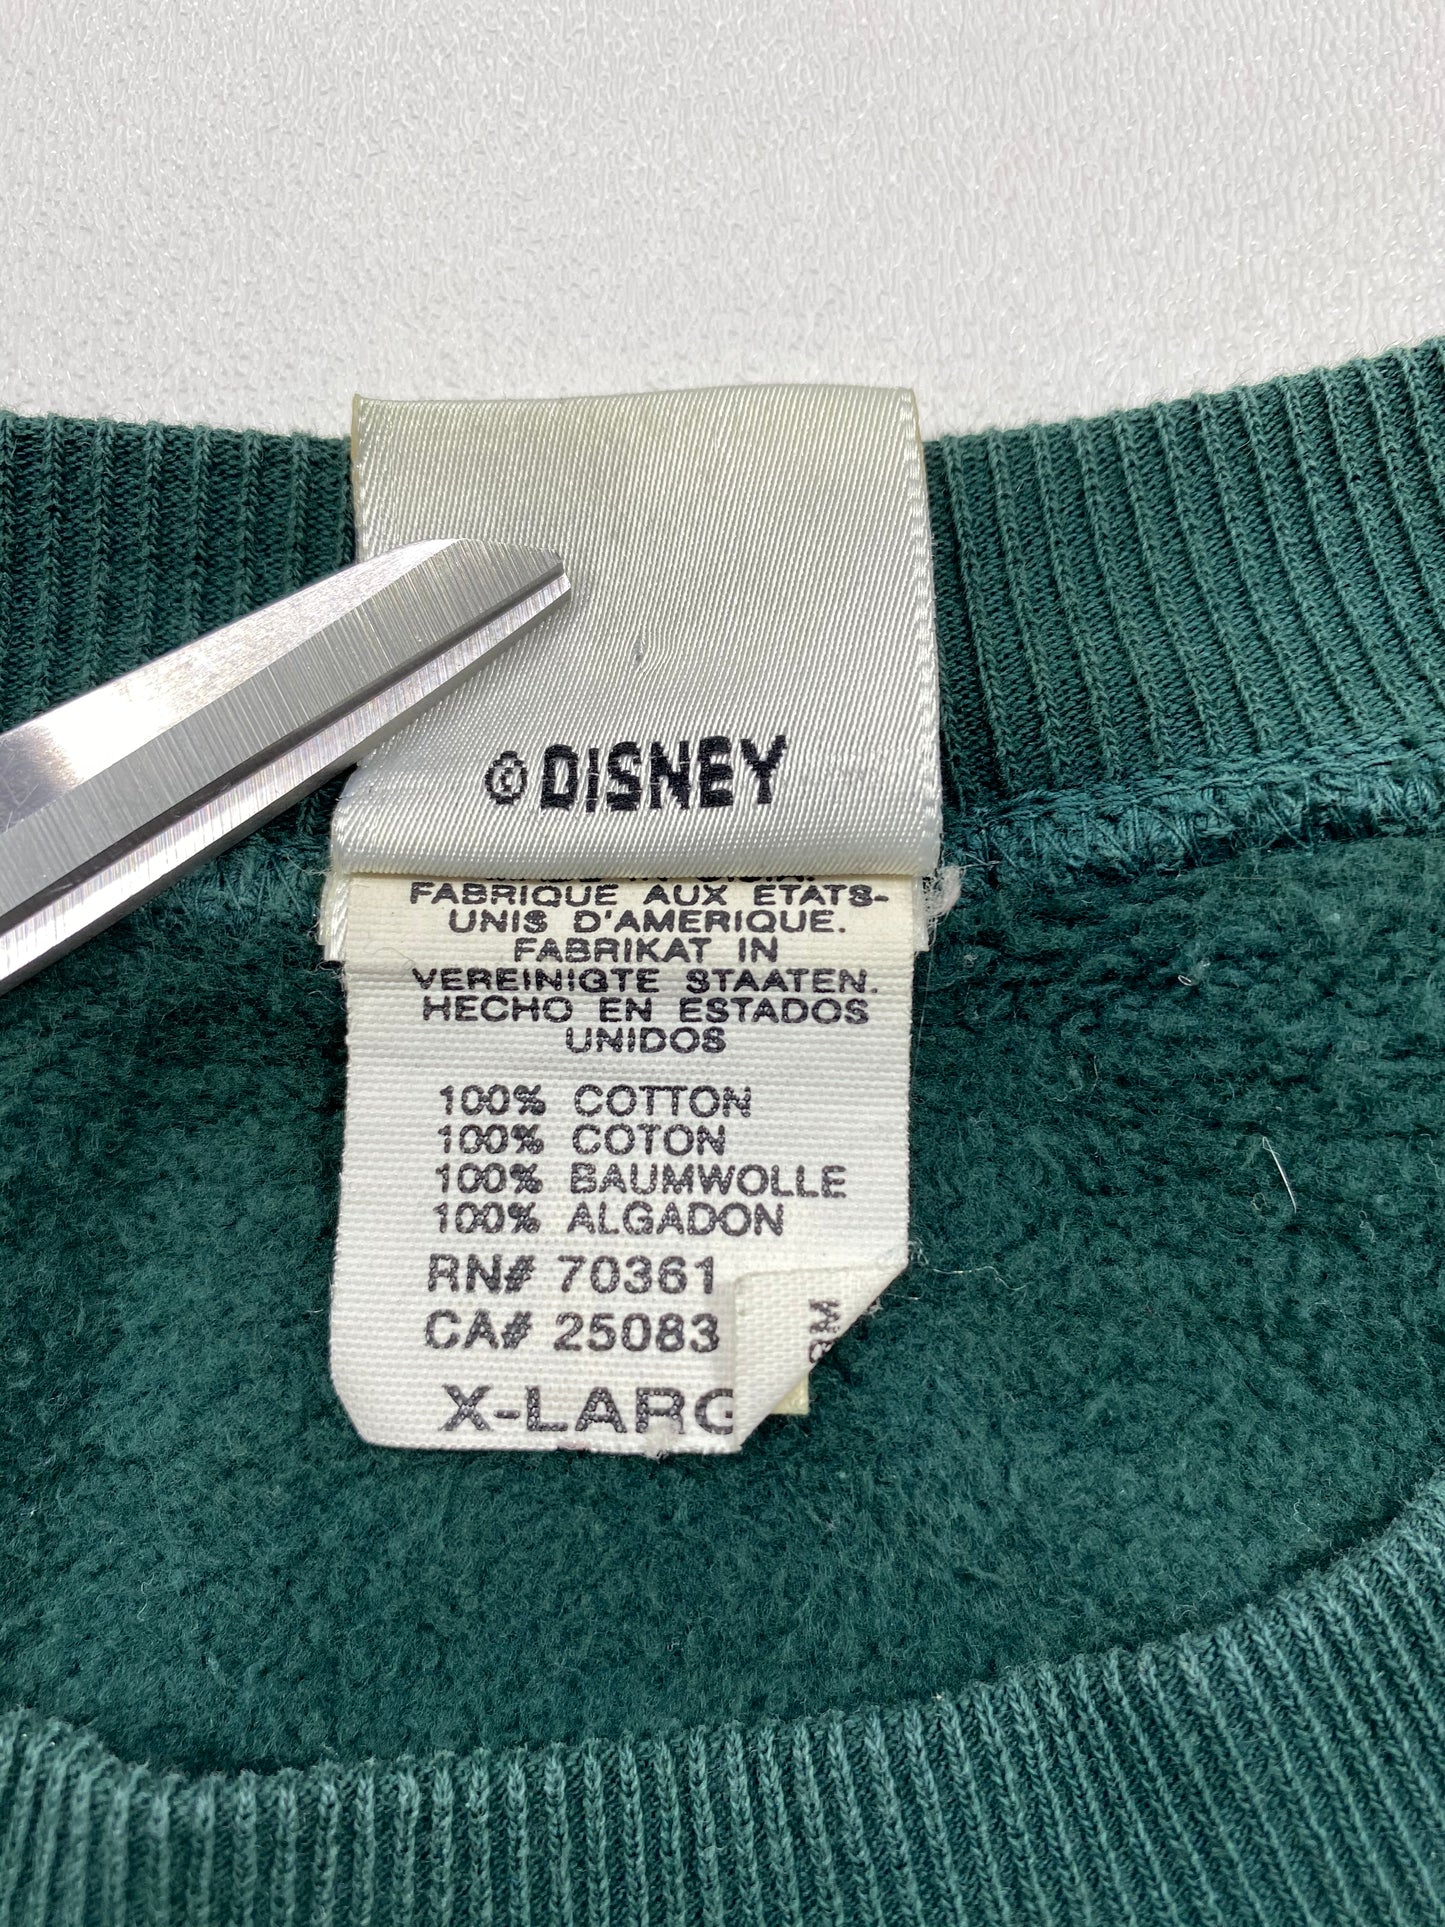 © DISNEY
FABRIQUE AUX ETATS-
UNIS D'AMERIQUE.
FABRIKAT IN
VEREINIGTE STAATEN.
HECHO EN ESTADOS
UNIDOS
100% COTTON
100% COTON
100% BAUMWOLLE
100% ALGADON
RN# 70361
CA# 25083
X-LARG